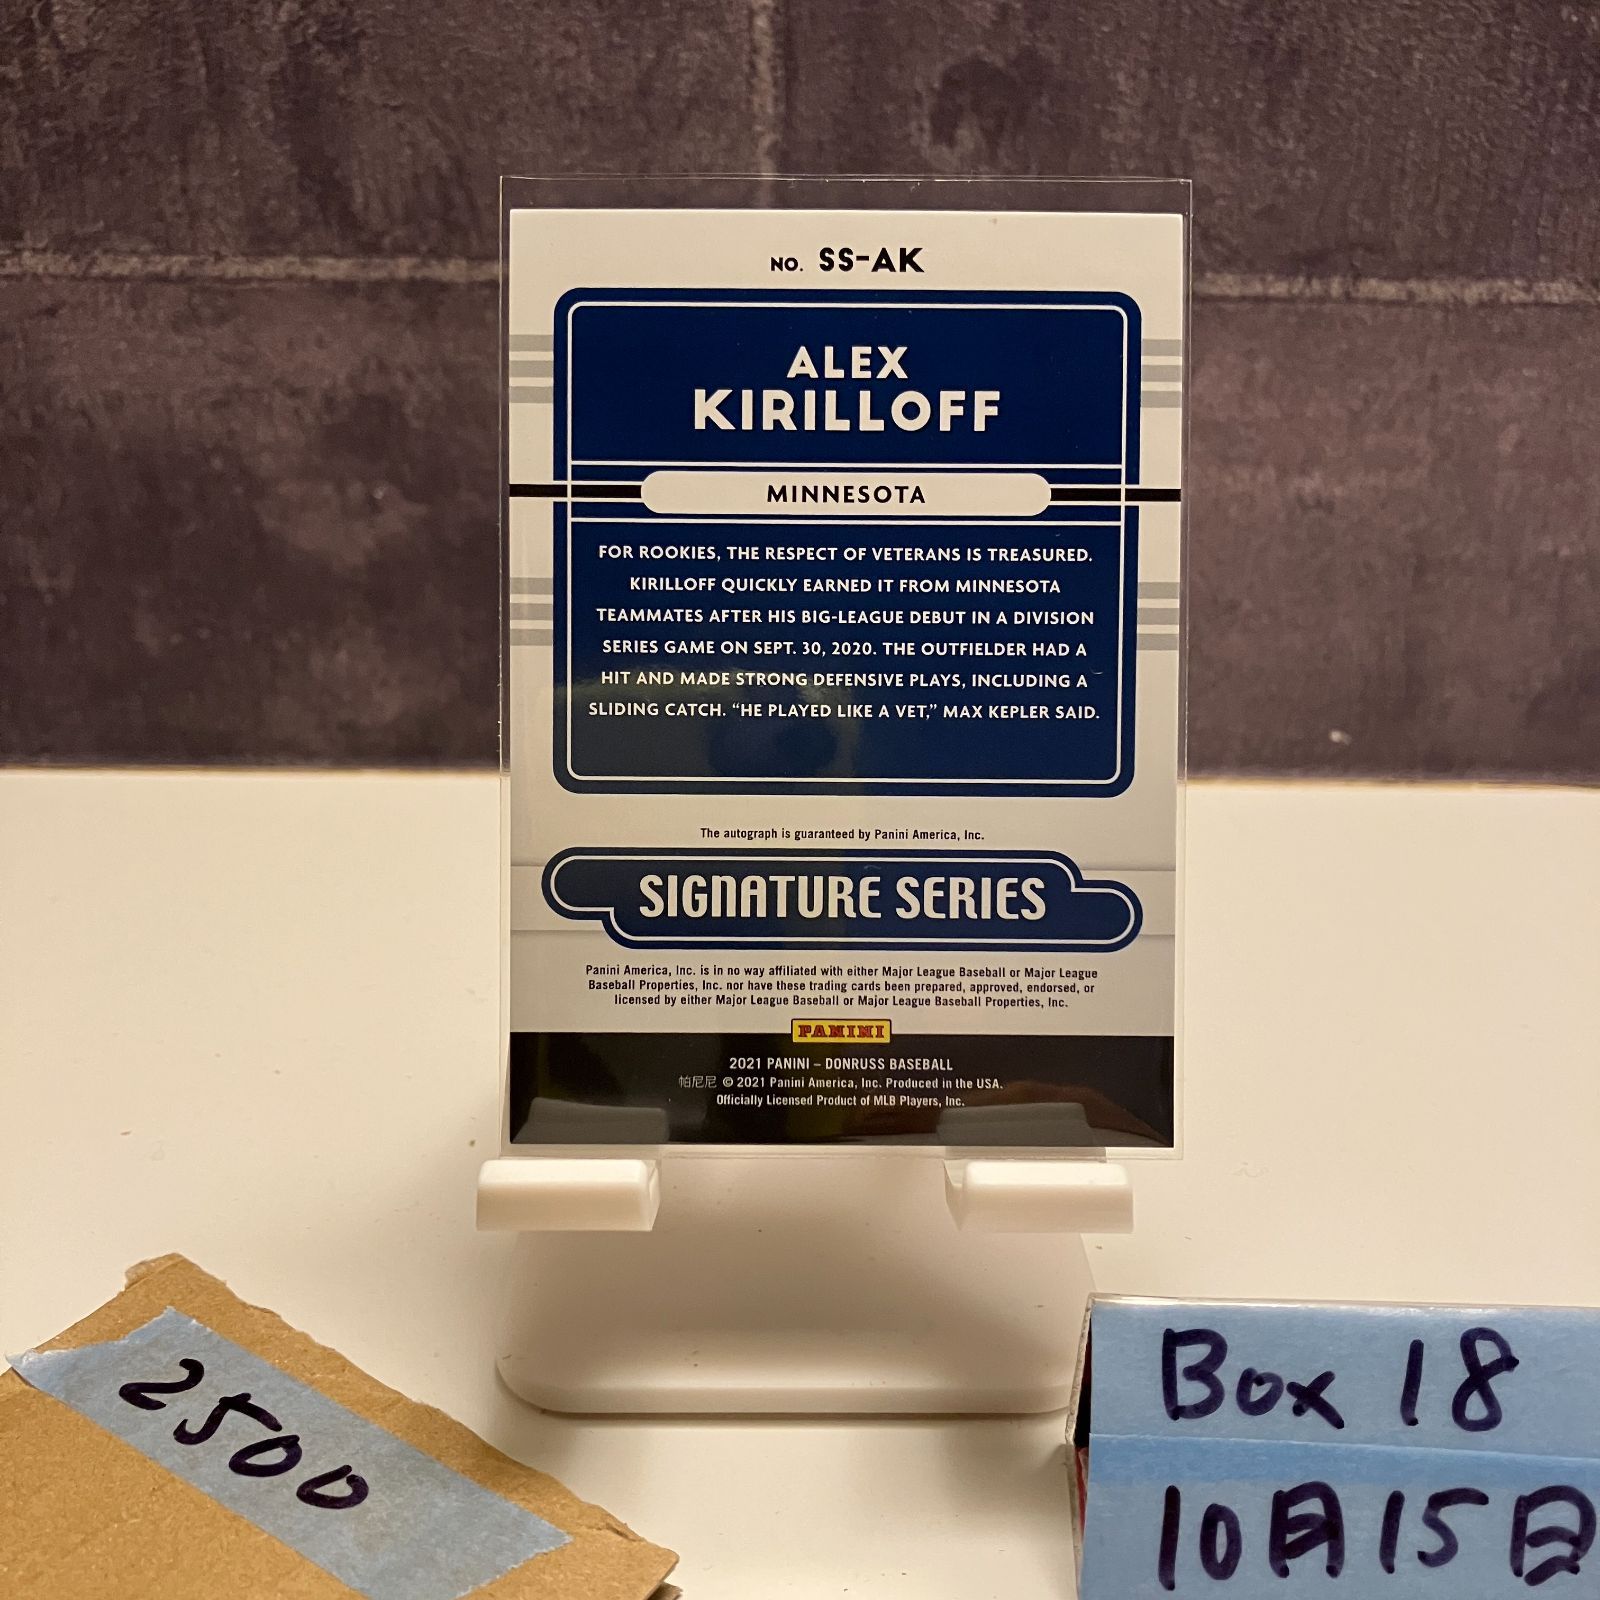 NO. SS-AK
ALEX
KIRILLOFF
MINNESOTA
FOR ROOKIES, THE RESPECT OF VETERANS IS TREASURED.
KIRILLOFF QUICKLY EARNED IT FROM MINNESOTA
TEAMMATES AFTER HIS BIG-LEAGUE DEBUT IN A DIVISION
SERIES GAME ON SEPT. 30, 2020. THE OUTFIELDER HAD A
HIT AND MADE STRONG DEFENSIVE PLAYS, INCLUDING A
SLIDING CATCH. “HE PLAYED LIKE A VET,” MAX KEPLER SAID.
The autograph is guaranteed by Panini America, Inc.
SIGNATURE SERIES
Panini America, Inc. is in no way affiliated with either Major League Baseball or Major League
Baseball Properties, Inc. nor have these trading cards been prepared, approved, endorsed, or
licensed by either Major League Baseball or Major League Baseball Properties, Inc.
PANINI
2021 PANINI – DONRUSS BASEBALL
帕尼尼 © 2021 Panini America, Inc. Produced in the USA.
Officially Licensed Product of MLB Players, Inc.
2500
Box 18
10月15日